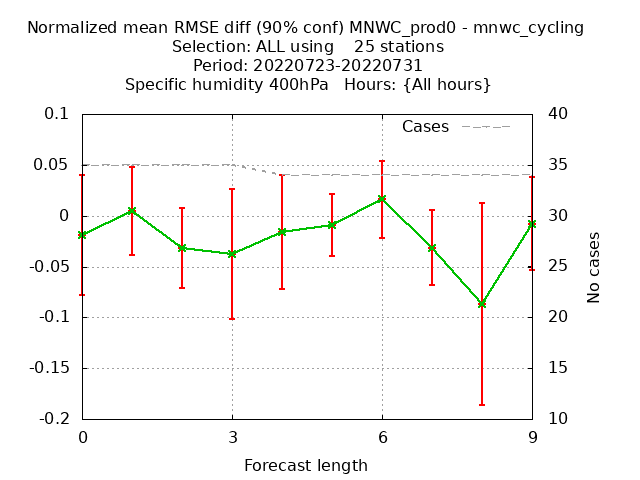 Normalized mean RMSE diff (90% conf) MNWC_prod0 - mnwc_cycling
Selection: ALL using 25 stations
Period: 20220723-20220731
Specific humidity 400hPa Hours: {All hours}
0.1
0.05
0
-0.05
-0.1
-0.15
-0.2
Cases
40
35
30
25
20
15
10
No cases
0 3 6 9
Forecast length